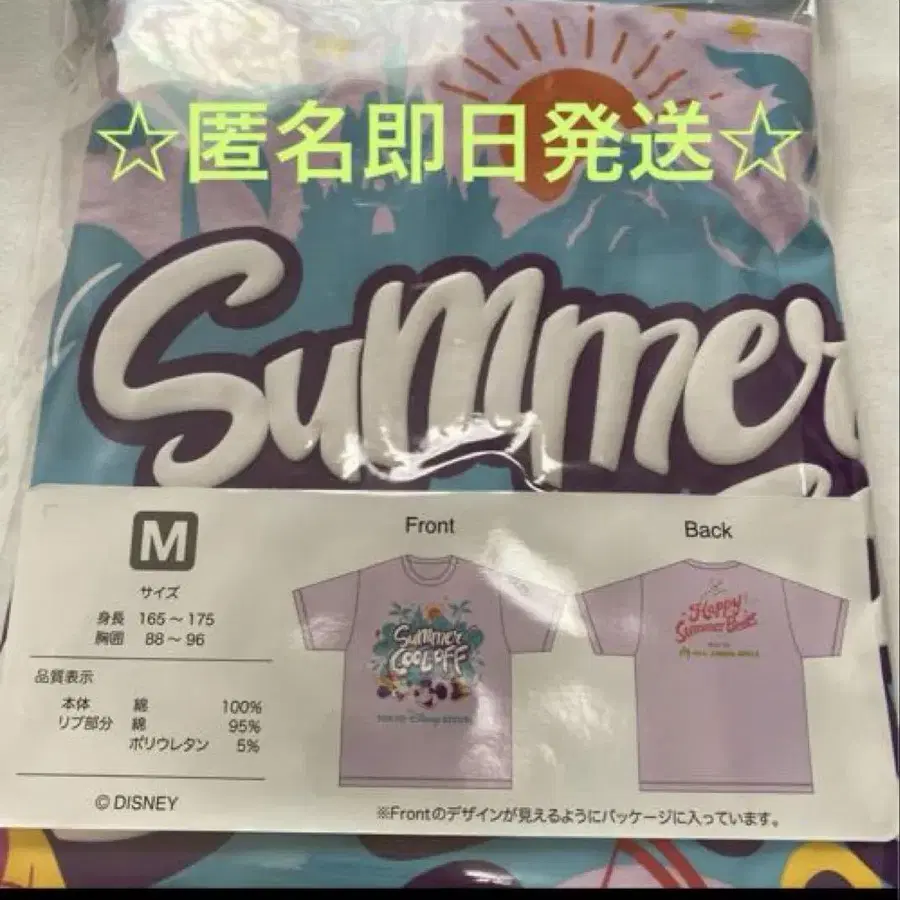 ☆匿名即日発送☆
Summer
M
サイズ
身長 165～175
胸囲 88～96
品質表示
本体 綿 100%
リブ部分 綿 95%
ポリウレタン 5%
© DISNEY
Front
Summer
COOL OFF
TOKYO Disney RESORT
Back
Happy
Summer
※Frontのデザインが見えるようにパッケージに入っています。